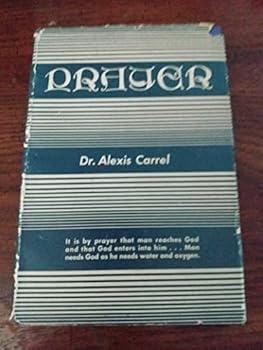 PRAYER
Dr. Alexis Carrel
It is by prayer that man reaches God
and that God enters into him . . . Man
needs God as he needs water and oxygen.